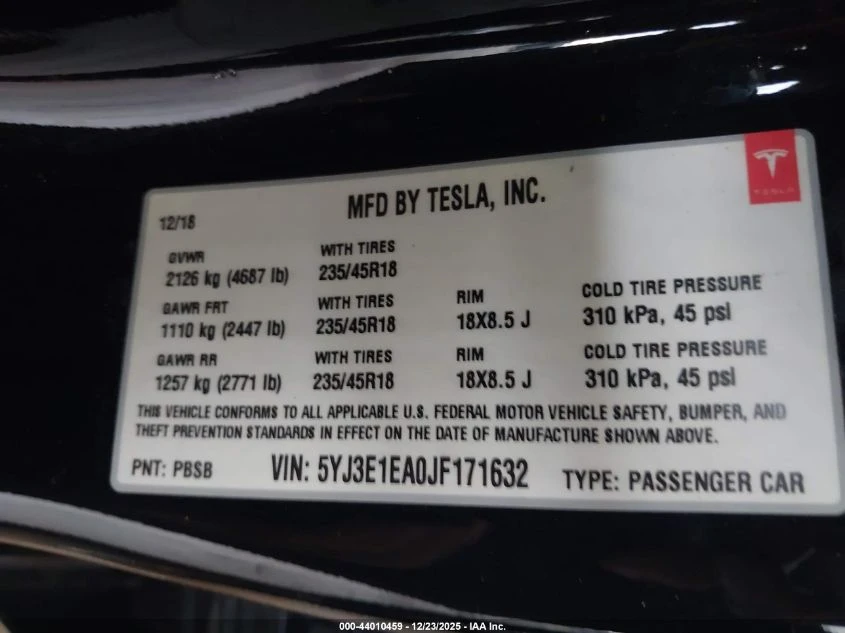 TESLA
12/18
MFD BY TESLA, INC.
GVWR WITH TIRES
2126 kg (4687 lb) 235/45R18
GAWR FRT WITH TIRES RIM COLD TIRE PRESSURE
1110 kg (2447 lb) 235/45R18 18X8.5 J 310 kPa, 45 psi
GAWR RR WITH TIRES RIM COLD TIRE PRESSURE
1257 kg (2771 lb) 235/45R18 18X8.5 J 310 kPa, 45 psi
THIS VEHICLE CONFORMS TO ALL APPLICABLE U.S. FEDERAL MOTOR VEHICLE SAFETY, BUMPER, AND
THEFT PREVENTION STANDARDS IN EFFECT ON THE DATE OF MANUFACTURE SHOWN ABOVE.
PNT: PBSB VIN: 5YJ3E1EA0JF171632 TYPE: PASSENGER CAR
000-44010459 - 12/23/2025 - IAA Inc.